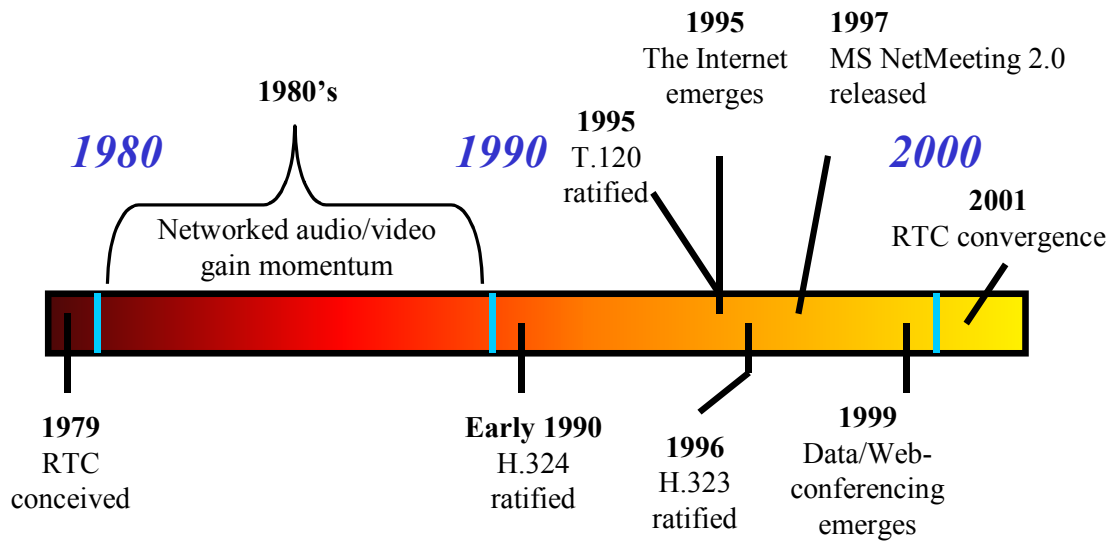 1995
The Internet
emerges
1997
MS NetMeeting 2.0
released
1980's
1995
T.120
ratified
1980
1990
2000
2001
RTC convergence
Networked audio/video
gain momentum
1979
RTC
conceived
Early 1990
H.324
ratified
1996
H.323
ratified
1999
Data/Web-
conferencing
emerges